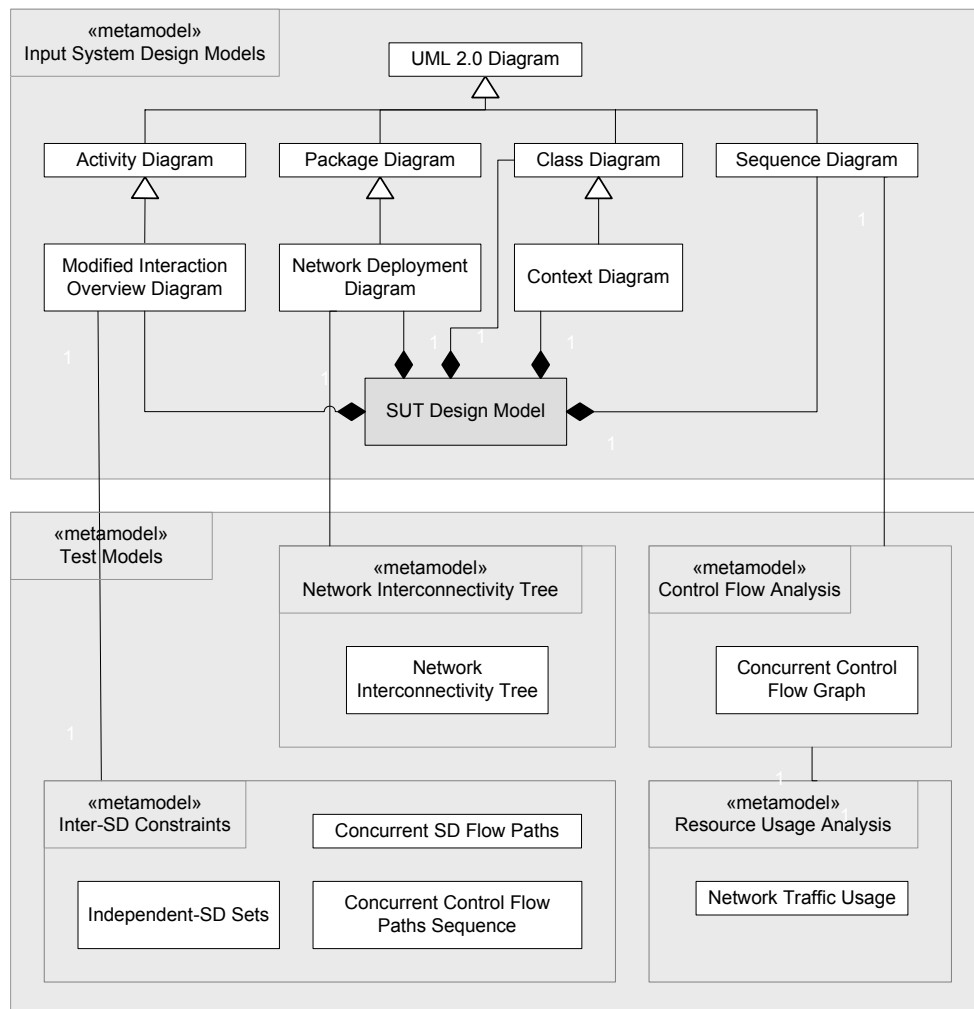 «metamodel»
Input System Design Models
UML 2.0 Diagram
Activity Diagram
Package Diagram
Class Diagram
Sequence Diagram
1
Modified Interaction
Overview Diagram
Network Deployment
Diagram
Context Diagram
1
1
1
1
1
SUT Design Model
1
«metamodel»
Test Models
«metamodel»
Network Interconnectivity Tree
«metamodel»
Control Flow Analysis
Network
Interconnectivity Tree
Concurrent Control
Flow Graph
1
1
«metamodel»
Inter-SD Constraints
Concurrent SD Flow Paths
Independent-SD Sets
Concurrent Control Flow
Paths Sequence
«metamodel»
Resource Usage Analysis
1
Network Traffic Usage